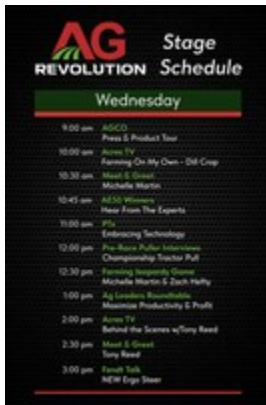 AG
REVOLUTION
Stage
Schedule
Wednesday
9:00 am AGCO
Press & Product Tour
10:00 am Acres TV
Farming On My Own - Dill Crop
10:30 am Meet & Greet
Michelle Martin
10:45 am AE50 Winners
Hear From The Experts
11:00 am PTx
Embracing Technology
12:00 pm Pre-Race Puller Interviews
Championship Tractor Pull
12:30 pm Farming Jeopardy Game
Michelle Martin & Zach Hefty
1:00 pm Ag Leaders Roundtable
Maximize Productivity & Profit
2:00 pm Acres TV
Behind the Scenes w/Tony Reed
2:30 pm Meet & Greet
Tony Reed
3:00 pm Fendt Talk
NEW Ergo Steer